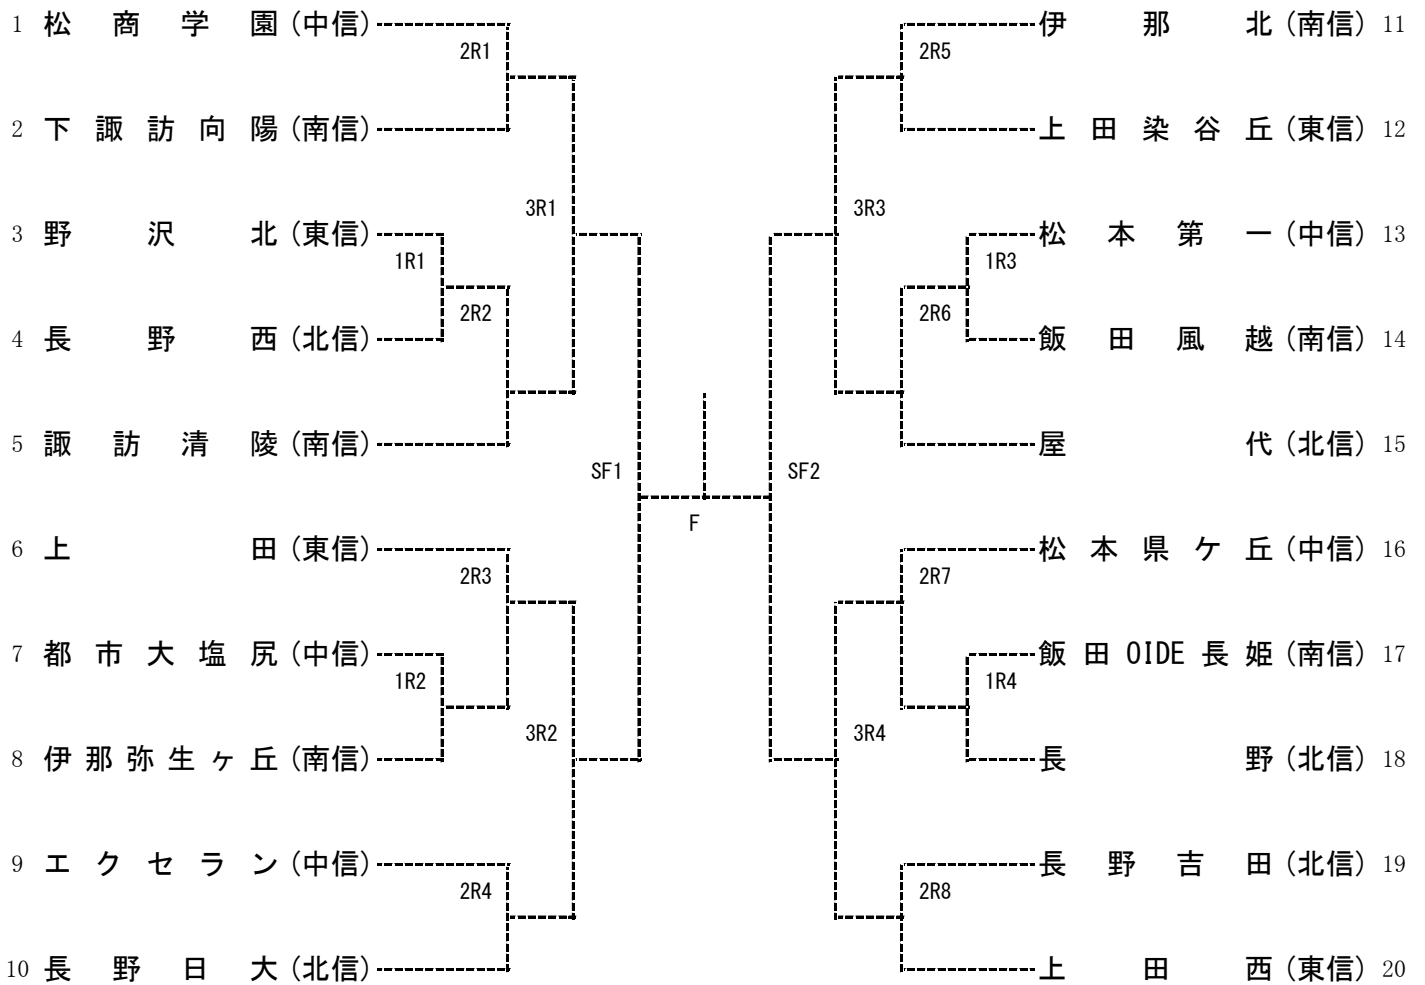 1 松商学園(中信)
2R1
2 下諏訪向陽(南信)
3R1
3 野沢北(東信)
1R1
2R2
4 長野西(北信)
5 諏訪清陵(南信)
SF1
6 上田(東信)
2R3
7 都市大塩尻(中信)
1R2
3R2
8 伊那弥生ヶ丘(南信)
9 エクセラン(中信)
2R4
10 長野日大(北信)
F
伊那北(南信) 11
2R5
上田染谷丘(東信) 12
3R3
松本第一(中信) 13
1R3
2R6
飯田風越(南信) 14
屋代(北信) 15
SF2
松本県ケ丘(中信) 16
2R7
飯田OIDE長姫(南信) 17
1R4
3R4
長野(北信) 18
長野吉田(北信) 19
2R8
上田西(東信) 20